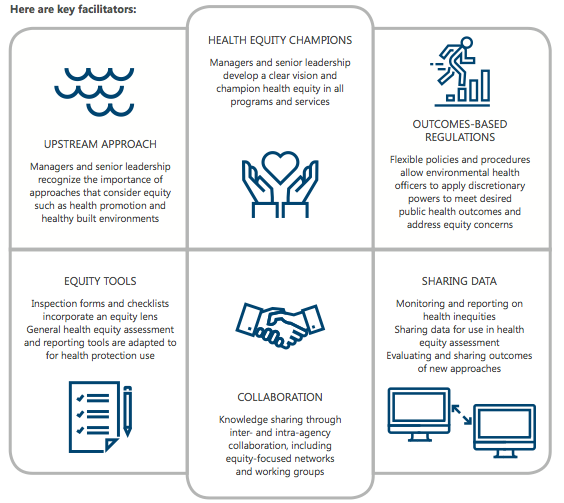 Here are key facilitators:
UPSTREAM APPROACH
Managers and senior leadership
recognize the importance of
approaches that consider equity
such as health promotion and
healthy built environments
HEALTH EQUITY CHAMPIONS
Managers and senior leadership
develop a clear vision and
champion health equity in all
programs and services
OUTCOMES-BASED
REGULATIONS
Flexible policies and procedures
allow environmental health
officers to apply discretionary
powers to meet desired
public health outcomes and
address equity concerns
EQUITY TOOLS
Inspection forms and checklists
incorporate an equity lens
General health equity assessment
and reporting tools are adapted to
for health protection use
COLLABORATION
Knowledge sharing through
inter- and intra-agency
collaboration, including
equity-focused networks
and working groups
SHARING DATA
Monitoring and reporting on
health inequities
Sharing data for use in health
equity assessment
Evaluating and sharing outcomes
of new approaches